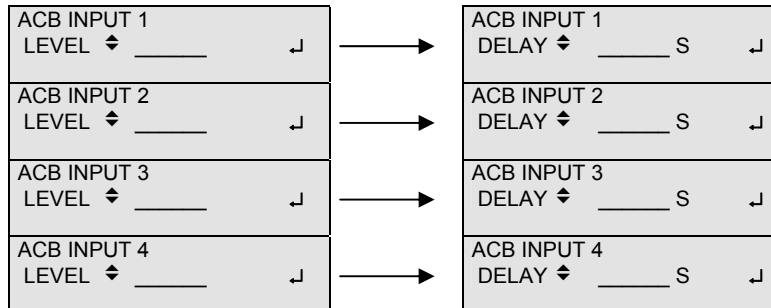 ACB INPUT 1
LEVEL ______ ↵
ACB INPUT 1
DELAY ______ S ↵
ACB INPUT 2
LEVEL ______ ↵
ACB INPUT 2
DELAY ______ S ↵
ACB INPUT 3
LEVEL ______ ↵
ACB INPUT 3
DELAY ______ S ↵
ACB INPUT 4
LEVEL ______ ↵
ACB INPUT 4
DELAY ______ S ↵